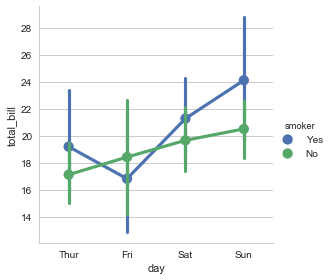 28
26
24
22
20
18
16
14
total_bill
Thur Fri Sat Sun
day
smoker
Yes
No